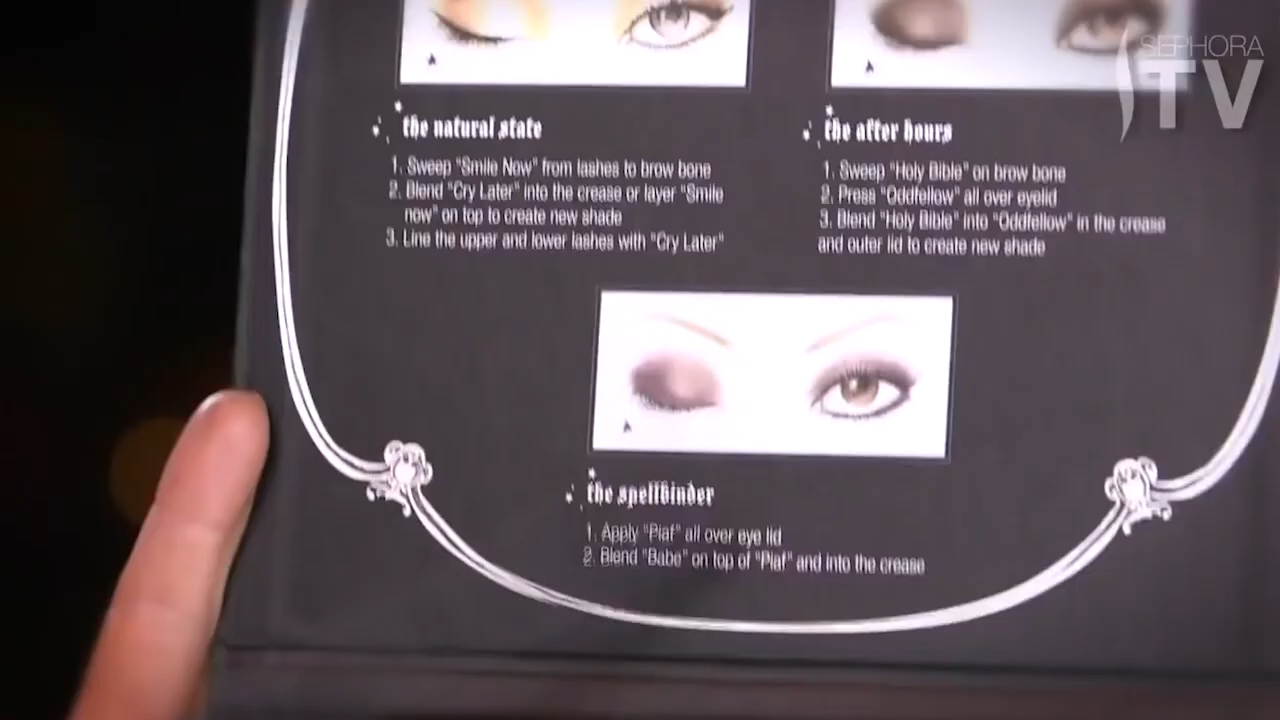 SEPHORA
TV
the natural state
1. Sweep "Smile Now" from lashes to brow bone
2. Blend "Cry Later" into the crease or layer "Smile
now" on top to create new shade
3. Line the upper and lower lashes with "Cry Later"
the after hours
1. Sweep "Holy Bible" on brow bone
2. Press "Oddfellow" all over eyelid
3. Blend "Holy Bible" into "Oddfellow" in the crease
and outer lid to create new shade
the spellbinder
1. Apply "Piaf" all over eye lid
2. Blend "Babe" on top of "Piaf" and into the crease